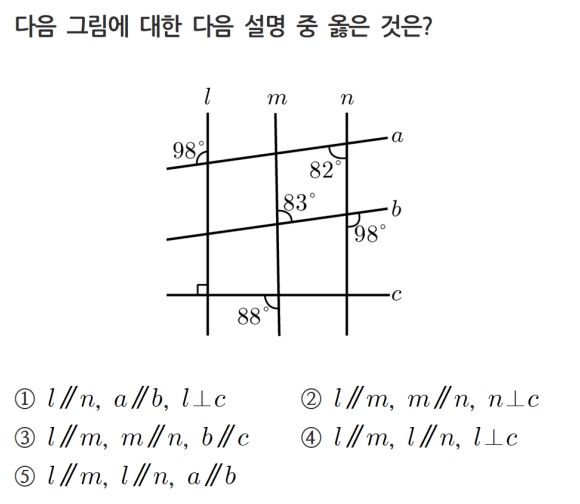 다음 그림에 대한 다음 설명 중 옳은 것은?
l m n
a
98°
82°
83°
b
98°
c
88°
① l⫽n, a⫽b, l⊥c ② l⫽m, m⫽n, n⊥c
③ l⫽m, m⫽n, b⫽c ④ l⫽m, l⫽n, l⊥c
⑤ l⫽m, l⫽n, a⫽b